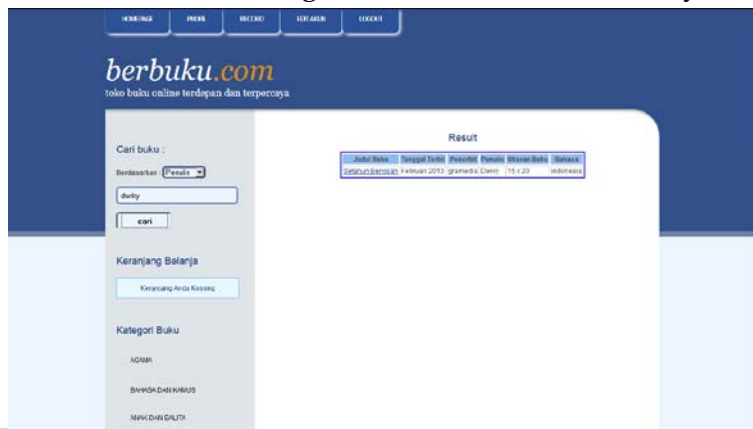 HOMEPAGE PROFIL RECORD EDIT AKUN LOGOUT
berbuku.com
toko buku online terdepan dan terpercaya
Cari buku :
Berdasarkan : Penulis
dwiky
cari
Keranjang Belanja
Keranjang Anda Kosong
Kategori Buku
AGAMA
BAHASA DAN KAMUS
ANAK DAN BALITA
Result
Judul Buku Tanggal Terbit Penerbit Penulis Ukuran Buku Bahasa
Februari 2013 gramedia 15 x 20 indonesia